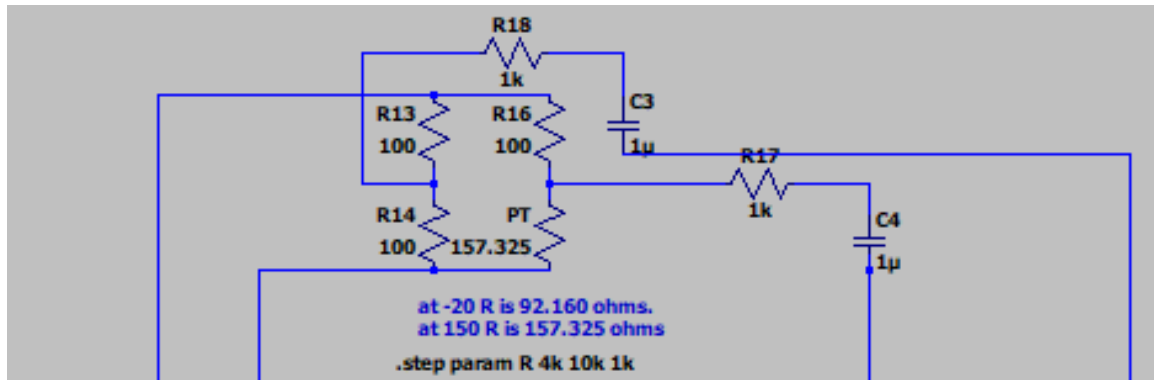 R18
1k
C3
1µ
R13
100
R16
100
R17
1k
R14
100
PT
157.325
C4
1µ
at -20 R is 92.160 ohms.
at 150 R is 157.325 ohms
.step param R 4k 10k 1k